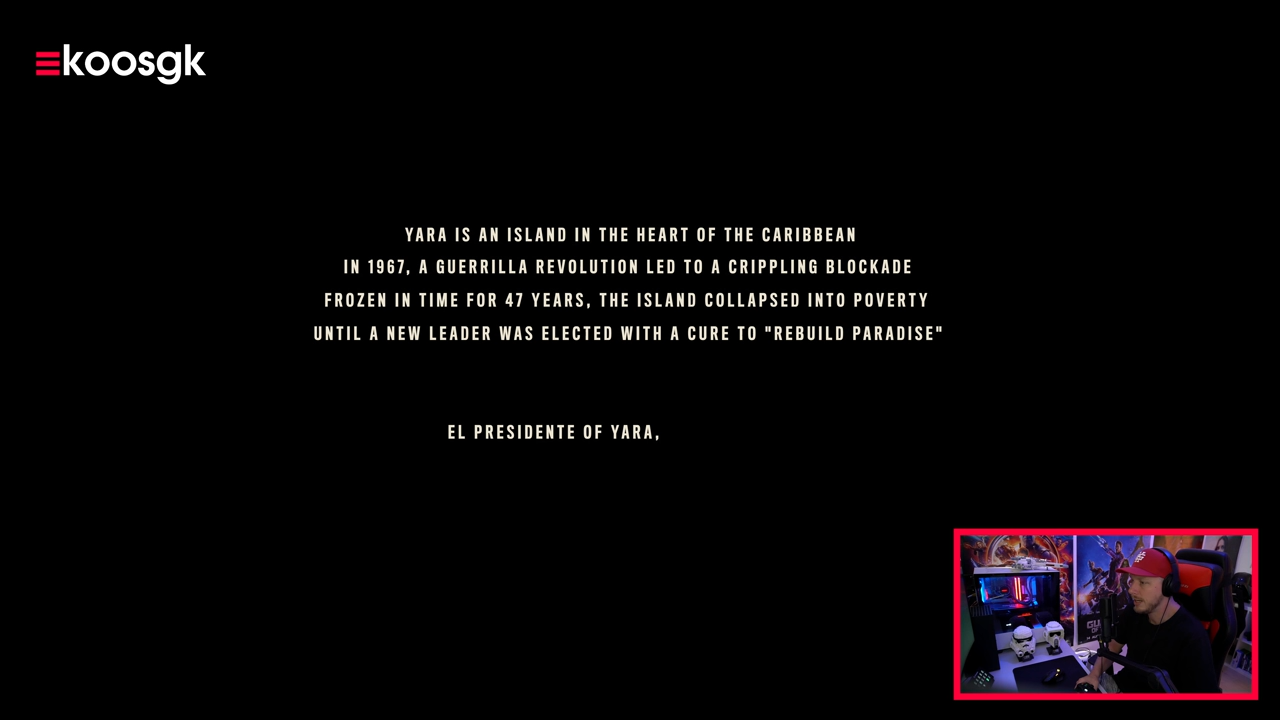 koosgk
YARA IS AN ISLAND IN THE HEART OF THE CARIBBEAN
IN 1967, A GUERRILLA REVOLUTION LED TO A CRIPPLING BLOCKADE
FROZEN IN TIME FOR 47 YEARS, THE ISLAND COLLAPSED INTO POVERTY
UNTIL A NEW LEADER WAS ELECTED WITH A CURE TO "REBUILD PARADISE"
EL PRESIDENTE OF YARA,